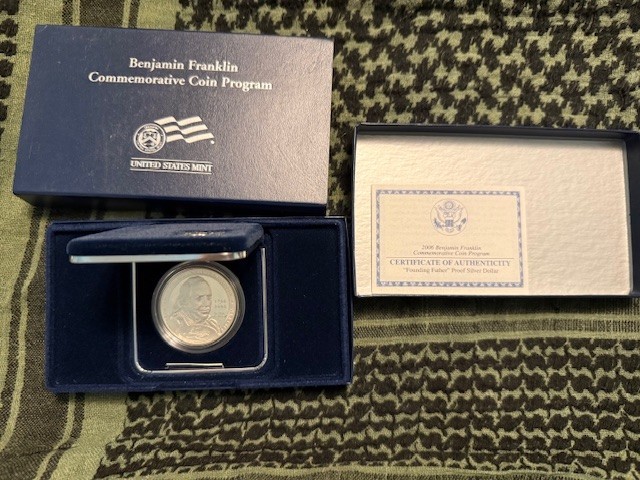 Benjamin Franklin
Commemorative Coin Program
UNITED STATES MINT
2006 Benjamin Franklin
Commemorative Coin Program
CERTIFICATE OF AUTHENTICITY
"Founding Father" Proof Silver Dollar